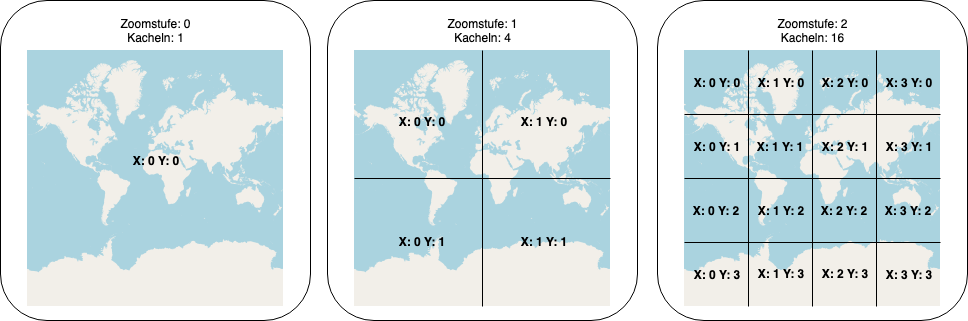 Zoomstufe: 0
Kacheln: 1
X: 0 Y: 0
Zoomstufe: 1
Kacheln: 4
X: 0 Y: 0 X: 1 Y: 0
X: 0 Y: 1 X: 1 Y: 1
Zoomstufe: 2
Kacheln: 16
X: 0 Y: 0 X: 1 Y: 0 X: 2 Y: 0 X: 3 Y: 0
X: 0 Y: 1 X: 1 Y: 1 X: 2 Y: 1 X: 3 Y: 1
X: 0 Y: 2 X: 1 Y: 2 X: 2 Y: 2 X: 3 Y: 2
X: 0 Y: 3 X: 1 Y: 3 X: 2 Y: 3 X: 3 Y: 3